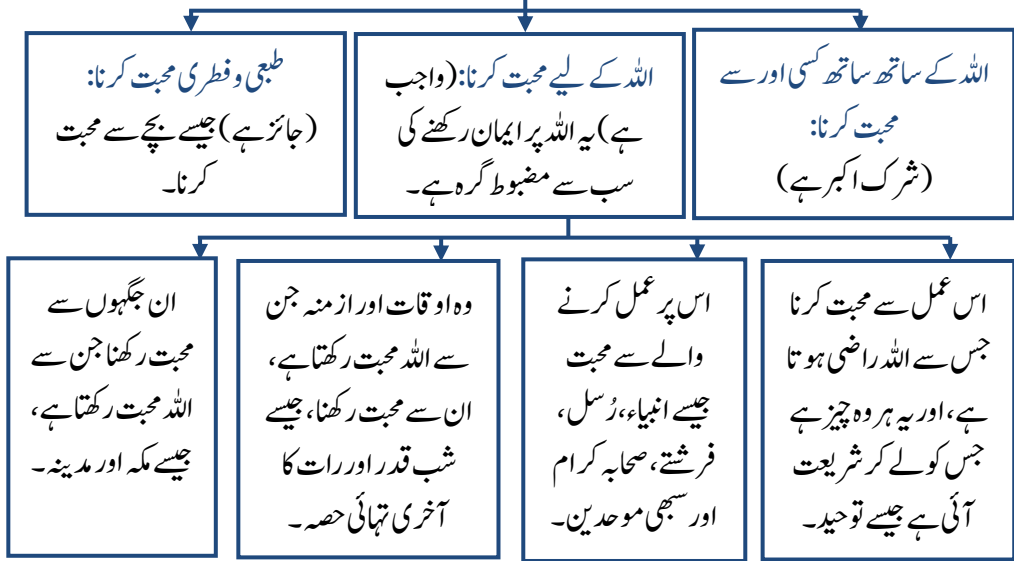 اللہ کے ساتھ ساتھ کسی اور سے
محبت کرنا:
(شرک اکبر ہے)
اللہ کے لیے محبت کرنا: (واجب
ہے) یہ اللہ پر ایمان رکھنے کی
سب سے مضبوط گرہ ہے۔
طبعی و فطری محبت کرنا:
(جائز ہے) جیسے بچے سے محبت
کرنا۔
اس عمل سے محبت کرنا
جس سے اللہ راضی ہوتا
ہے، اور یہ ہر وہ چیز ہے
جس کو لے کر شریعت
آئی ہے جیسے توحید۔
اس پر عمل کرنے
والے سے محبت
جیسے انبیاء، رُسل،
فرشتے، صحابہ کرام
اور سبھی موحدین۔
وہ اوقات اور ازمنہ جن
سے اللہ محبت رکھتا ہے،
ان سے محبت رکھنا، جیسے
شب قدر اور رات کا
آخری تہائی حصہ۔
ان جگہوں سے
محبت رکھنا جن سے
اللہ محبت رکھتا ہے،
جیسے مکہ اور مدینہ۔